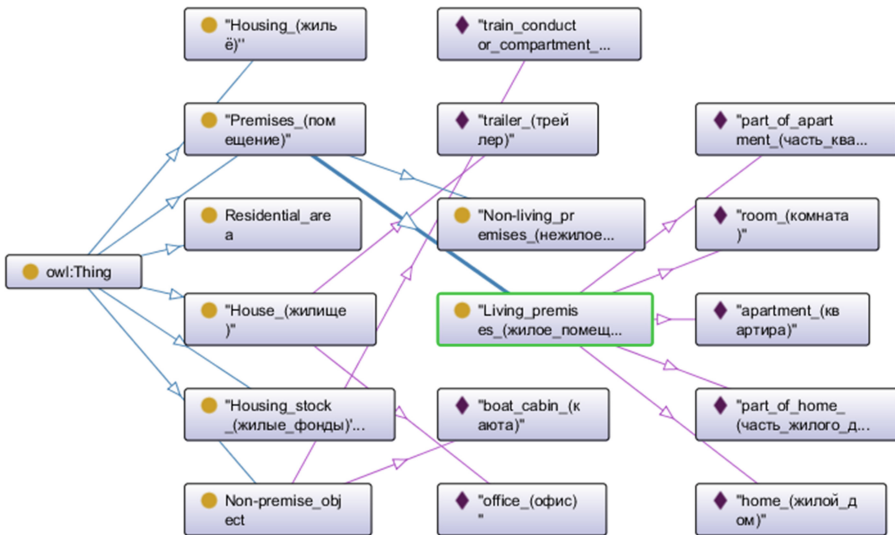 "Housing_(жиль
ё)"
"train_conduct
or_compartment_...
"Premises_(пом
ещение)"
"trailer_(трей
лер)"
"part_of_apart
ment_(часть_ква...
Residential_are
a
"Non-living_pr
emises_(нежилое...
"room_(комната
)"
owl:Thing
"House_(жилище
)"
"Living_premis
es_(жилое_помещ...
"apartment_(кв
артира)"
"Housing_stock
_(жилые_фонды)'...
"boat_cabin_(к
аюта)"
"part_of_home_
(часть_жилого_д...
Non-premise_obj
ect
"office_(офис)
"
"home_(жилой_д
ом)"